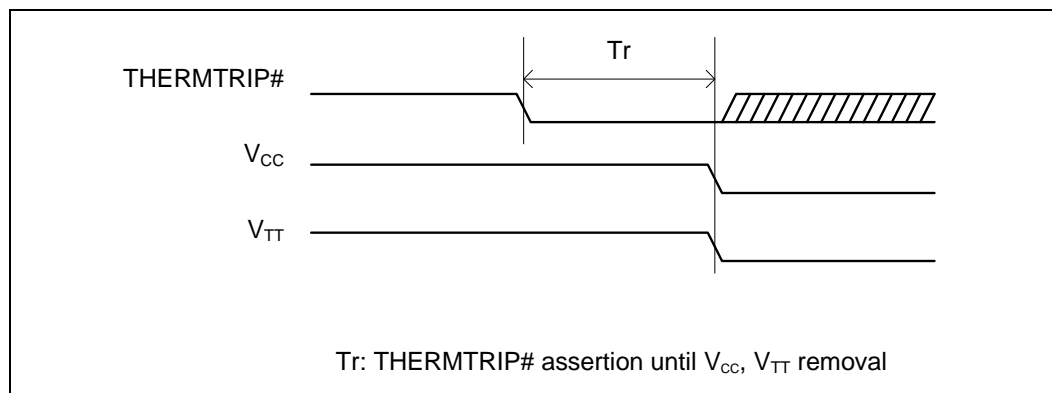 Tr
THERMTRIP#
VCC
VTT
Tr: THERMTRIP# assertion until VCC, VTT removal